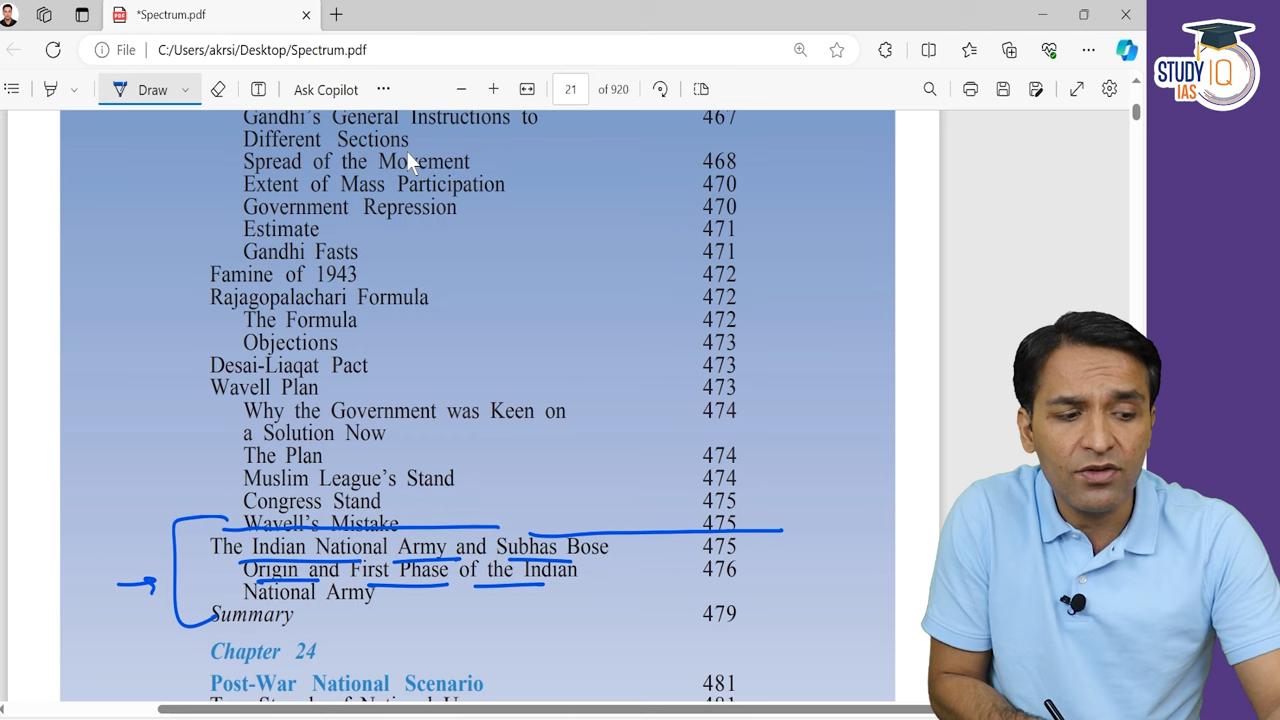 *Spectrum.pdf
File C:/Users/akrsi/Desktop/Spectrum.pdf
Draw Ask Copilot 21 of 920
STUDY IQ
IAS
Gandhi's General Instructions to 467
Different Sections
Spread of the Movement 468
Extent of Mass Participation 470
Government Repression 470
Estimate 471
Gandhi Fasts 471
Famine of 1943 472
Rajagopalachari Formula 472
The Formula 472
Objections 473
Desai-Liaqat Pact 473
Wavell Plan 473
Why the Government was Keen on 474
a Solution Now
The Plan 474
Muslim League's Stand 474
Congress Stand 475
Wavell's Mistake 475
The Indian National Army and Subhas Bose 475
Origin and First Phase of the Indian 476
National Army
Summary 479
Chapter 24
Post-War National Scenario 481